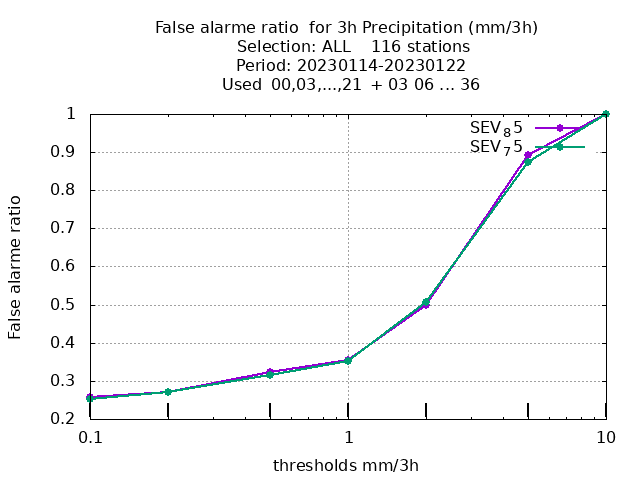 False alarme ratio for 3h Precipitation (mm/3h)
Selection: ALL 116 stations
Period: 20230114-20230122
Used 00,03,...,21 + 03 06 ... 36
SEV₈5
SEV₇5
1
0.9
0.8
0.7
0.6
0.5
0.4
0.3
0.2
False alarme ratio
0.1 1 10
thresholds mm/3h